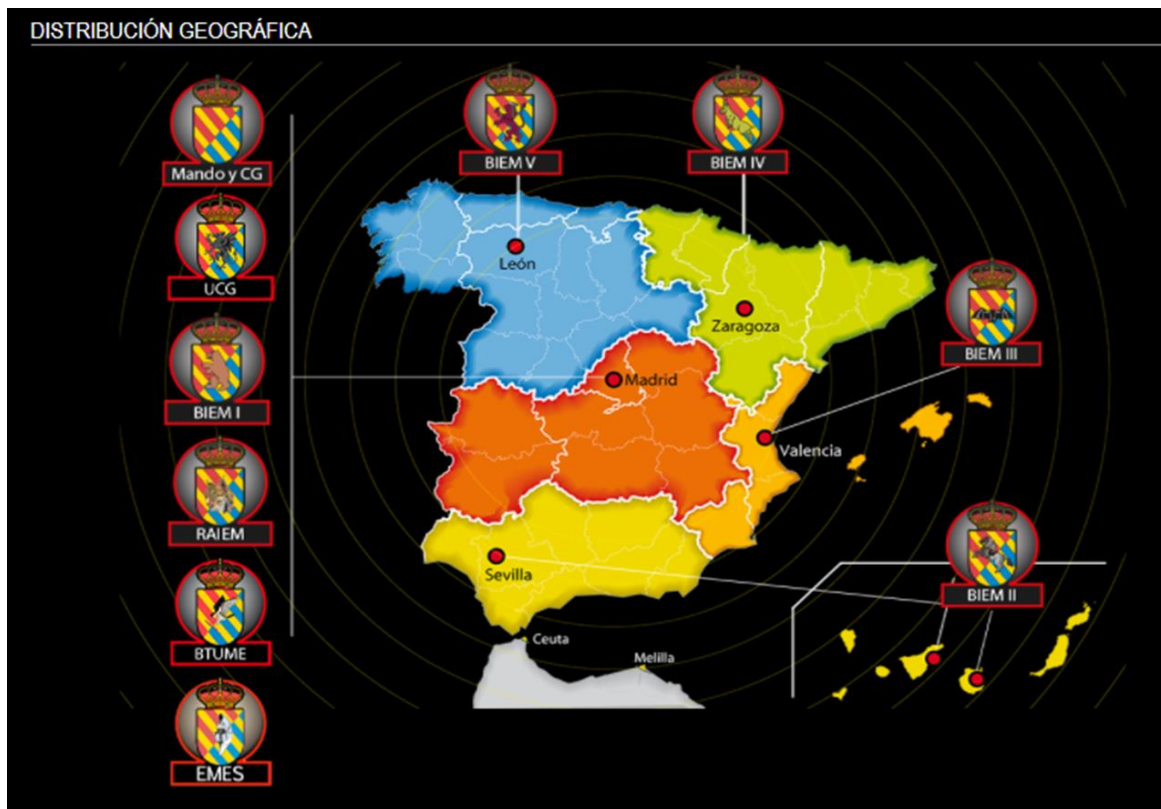 DISTRIBUCIÓN GEOGRÁFICA
Mando y CG
UCG
BIEM I
RAIEM
BTUME
EMES
BIEM V
BIEM IV
BIEM III
BIEM II
León
Zaragoza
Madrid
Valencia
Sevilla
Ceuta
Melilla